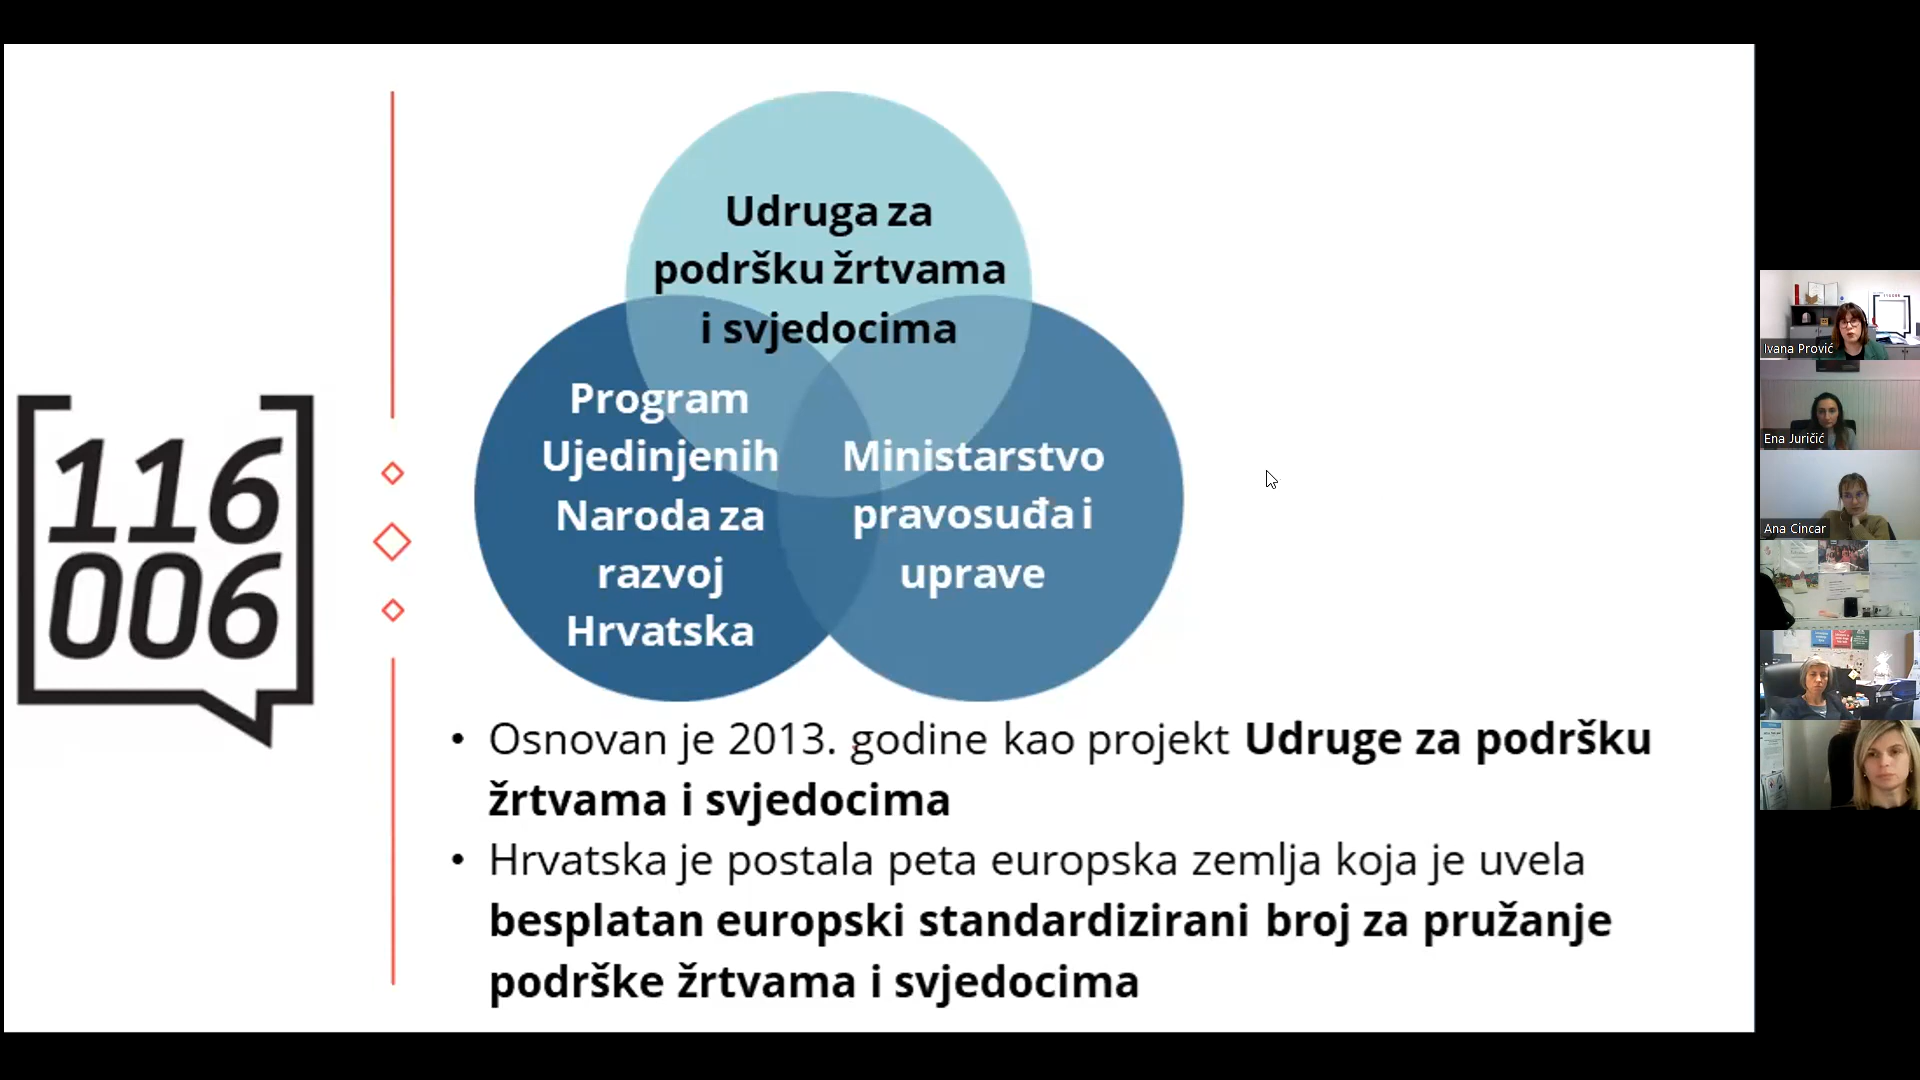 116
006
Udruga za
podršku žrtvama
i svjedocima
Program
Ujedinjenih
Naroda za
razvoj
Hrvatska
Ministarstvo
pravosuđa i
uprave
• Osnovan je 2013. godine kao projekt Udruge za podršku
žrtvama i svjedocima
• Hrvatska je postala peta europska zemlja koja je uvela
besplatan europski standardizirani broj za pružanje
podrške žrtvama i svjedocima
Ivana Prović
Ena Juričić
Ana Cincar